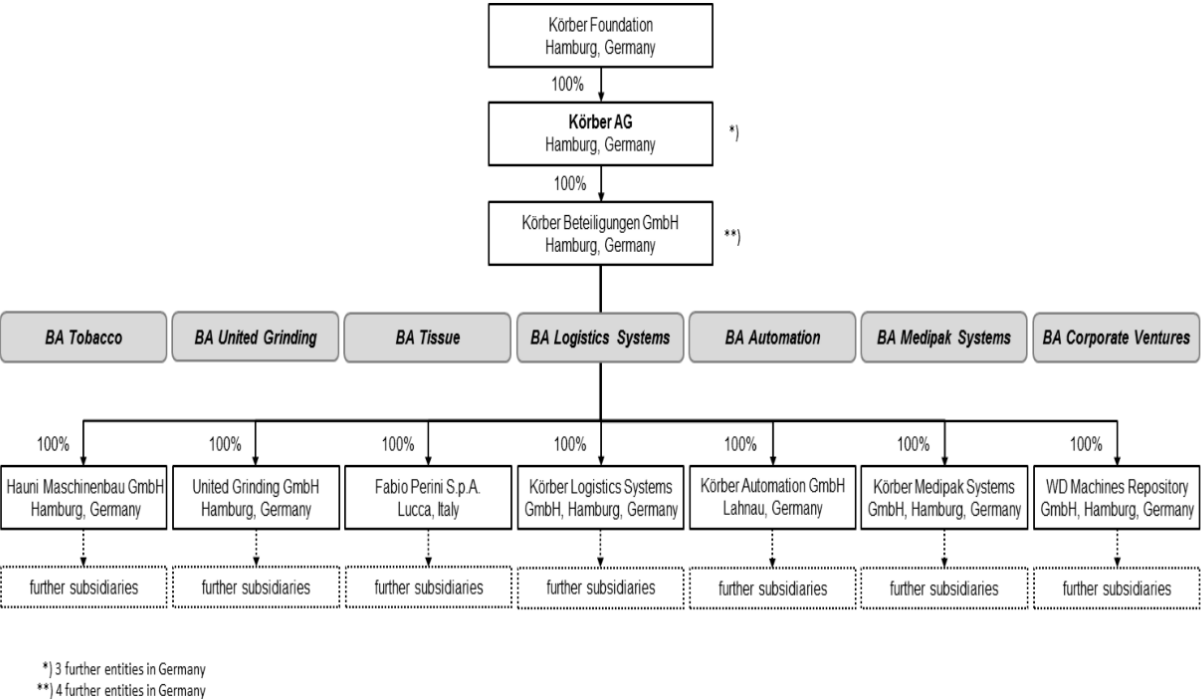 Körber Foundation
Hamburg, Germany
100%
Körber AG
Hamburg, Germany
*)
100%
Körber Beteiligungen GmbH
Hamburg, Germany
**)
BA Tobacco
BA United Grinding
BA Tissue
BA Logistics Systems
BA Automation
BA Medipak Systems
BA Corporate Ventures
100%
100%
100%
100%
100%
100%
100%
Hauni Maschinenbau GmbH
Hamburg, Germany
United Grinding GmbH
Hamburg, Germany
Fabio Perini S.p.A.
Lucca, Italy
Körber Logistics Systems
GmbH, Hamburg, Germany
Körber Automation GmbH
Lahnau, Germany
Körber Medipak Systems
GmbH, Hamburg, Germany
WD Machines Repository
GmbH, Hamburg, Germany
further subsidiaries
further subsidiaries
further subsidiaries
further subsidiaries
further subsidiaries
further subsidiaries
further subsidiaries
*) 3 further entities in Germany
**) 4 further entities in Germany